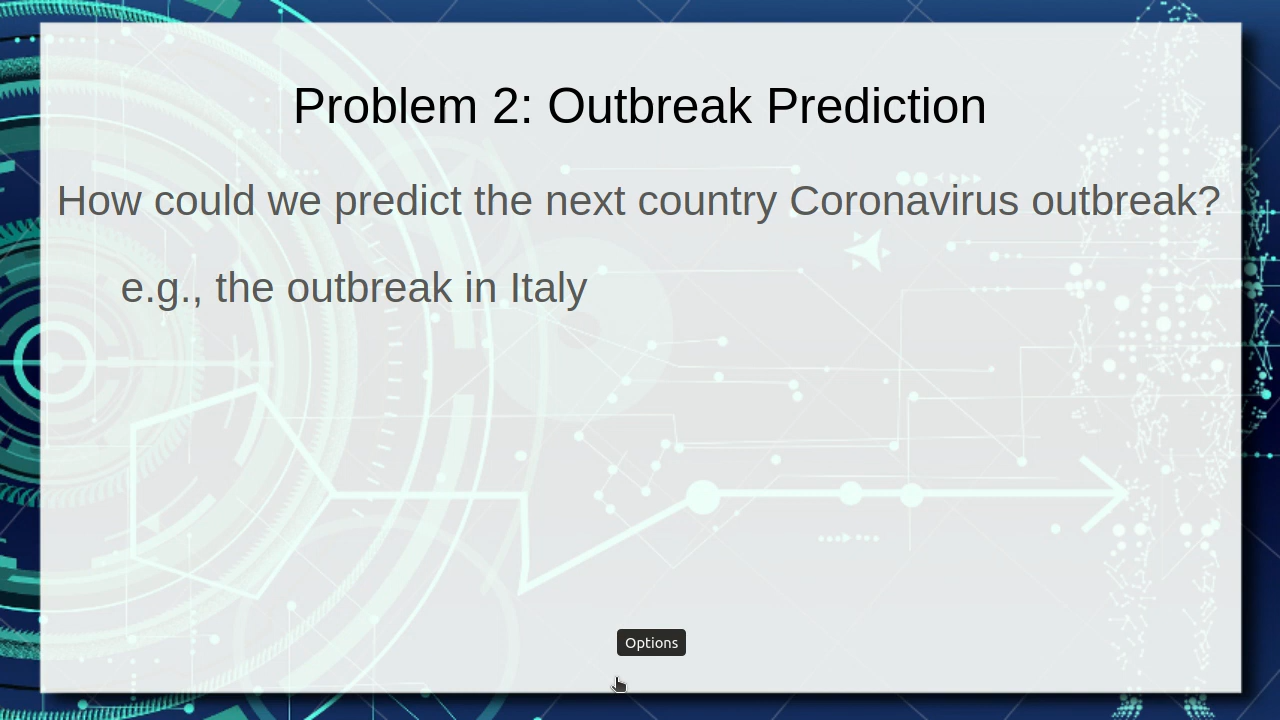 Problem 2: Outbreak Prediction
How could we predict the next country Coronavirus outbreak?
e.g., the outbreak in Italy
Options